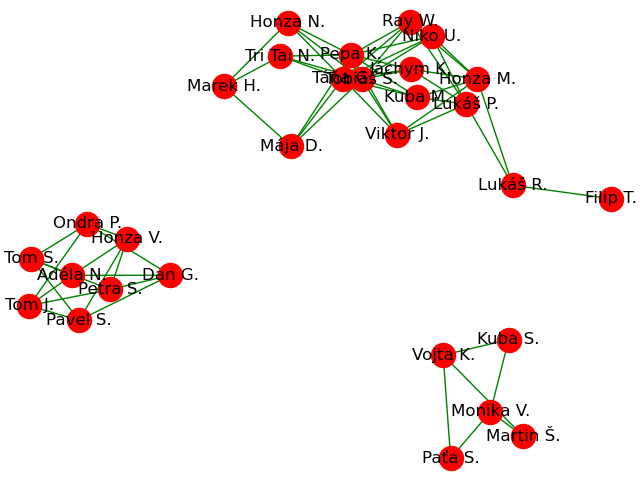 Honza N.
Ray W.
Niko U.
Tri Tai N.
Pepa K.
Jáchym K.
Marek H.
Tobiáš S.
Honza M.
Kuba M.
Lukáš P.
Viktor J.
Mája D.
Lukáš R.
Filip T.
Ondra P.
Honza V.
Tom S.
Adéla N.
Dan G.
Petra S.
Tom J.
Pavel S.
Kuba S.
Vojta K.
Monika V.
Martin Š.
Paťa S.